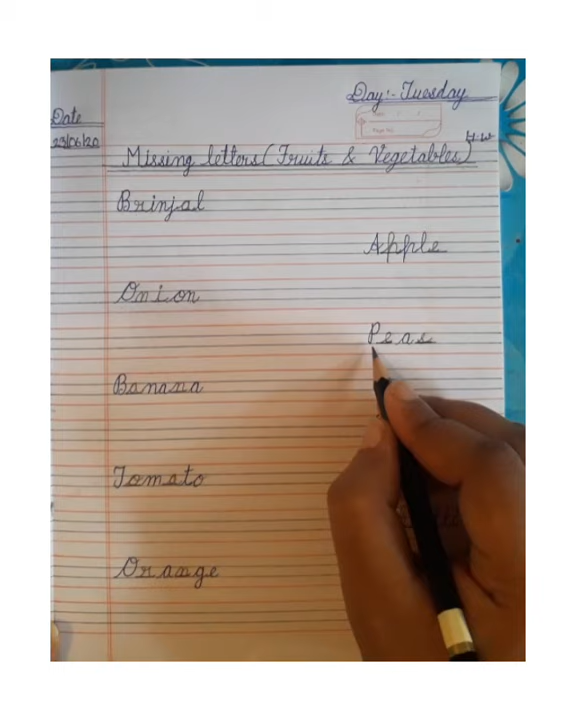 Day:- Tuesday
Date
23/06/20
H.W
Missing letters (Fruits & Vegetables)
Brinjal
Apple
Onion
Peas
Banana
Tomato
Orange